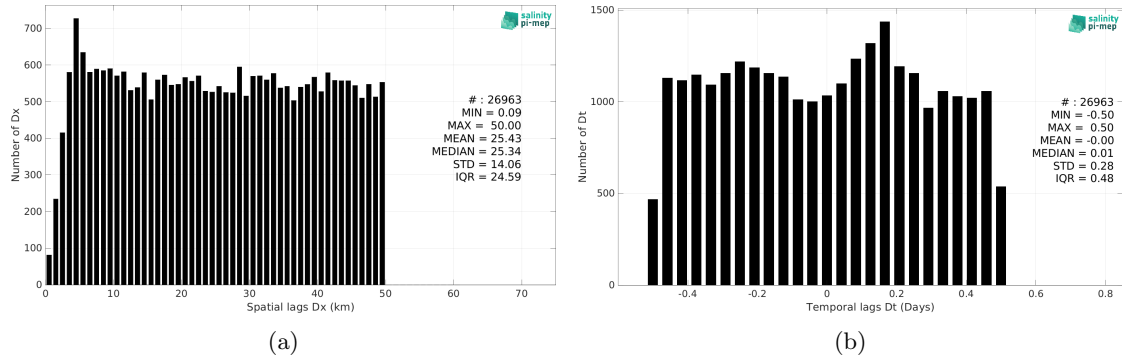 700
600
500
400
300
200
100
0
Number of Dx
0 10 20 30 40 50 60 70
Spatial lags Dx (km)
salinity
pi-mep
# : 26963
MIN = 0.09
MAX = 50.00
MEAN = 25.43
MEDIAN = 25.34
STD = 14.06
IQR = 24.59
(a)
1500
1000
500
0
Number of Dt
-0.4 -0.2 0 0.2 0.4 0.6 0.8
Temporal lags Dt (Days)
salinity
pi-mep
# : 26963
MIN = -0.50
MAX = 0.50
MEAN = -0.00
MEDIAN = 0.01
STD = 0.28
IQR = 0.48
(b)